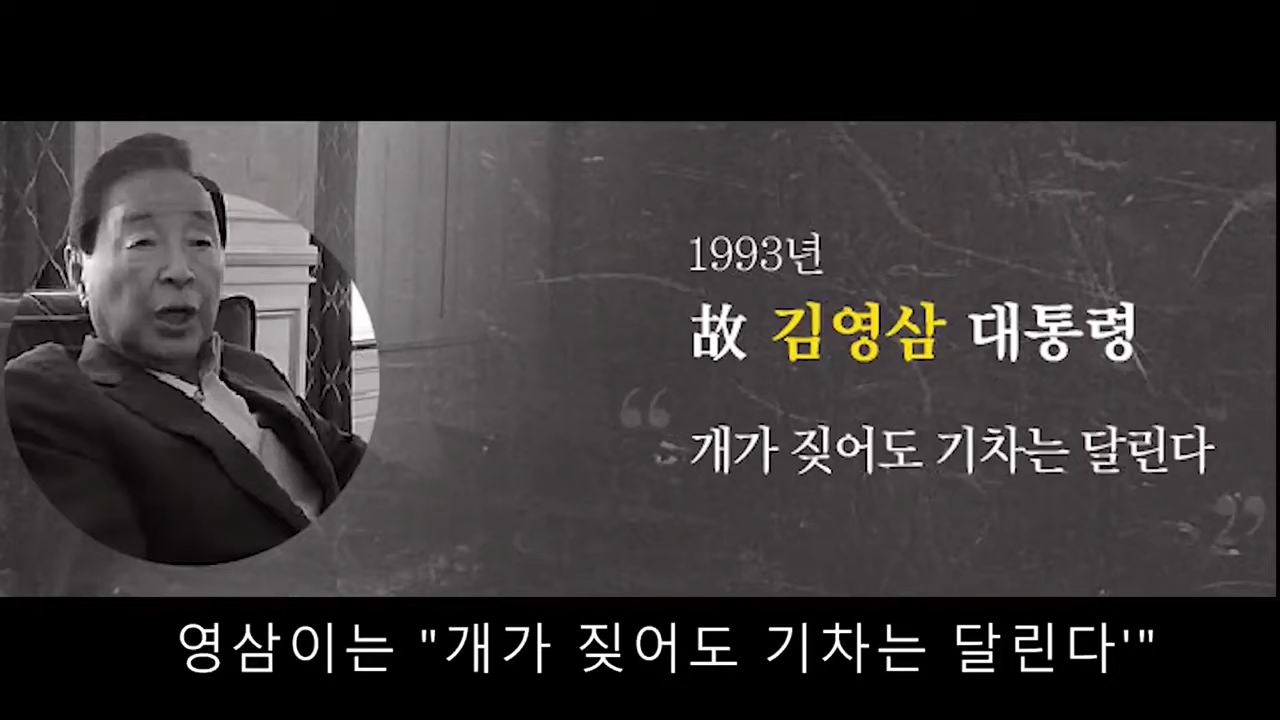 1993년
故 김영삼 대통령
“ 개가 짖어도 기차는 달린다 ”
영삼이는 "개가 짖어도 기차는 달린다'"